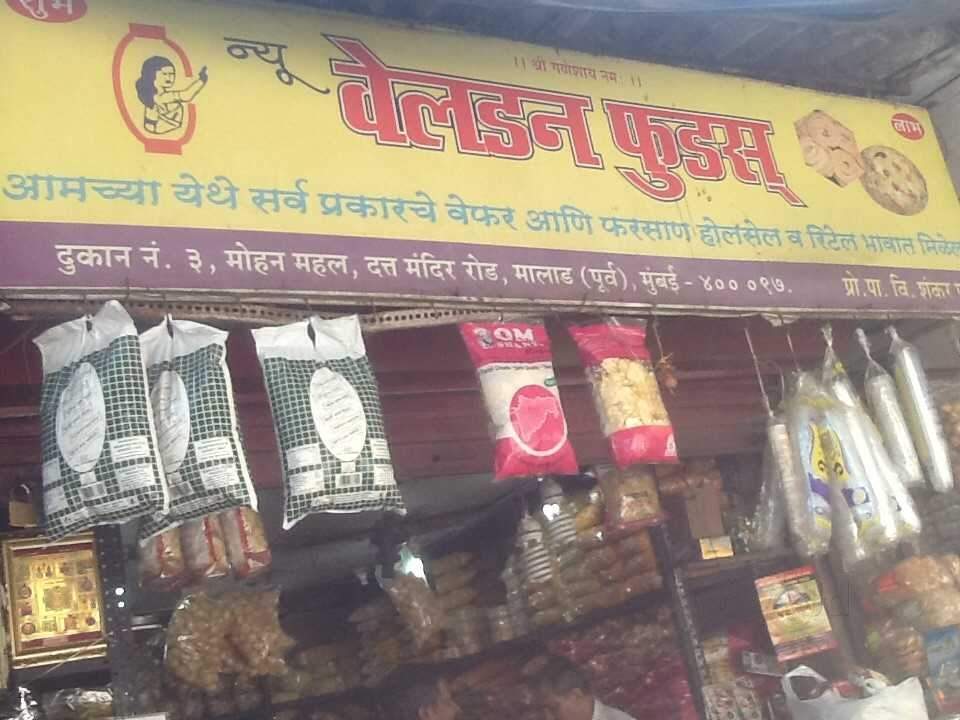 शुभ
।। श्री गणेशाय नमः ।।
लाभ
न्यू वेलडन फुडस्
आमच्या येथे सर्व प्रकारचे वेफर आणि फरसाण होलसेल व रिटेल भावात मिळेल
दुकान नं. ३, मोहन महल, दत्त मंदिर रोड, मालाड (पूर्व), मुंबई - ४०० ०९७.
प्रो.पा. वि. शंकर
OM